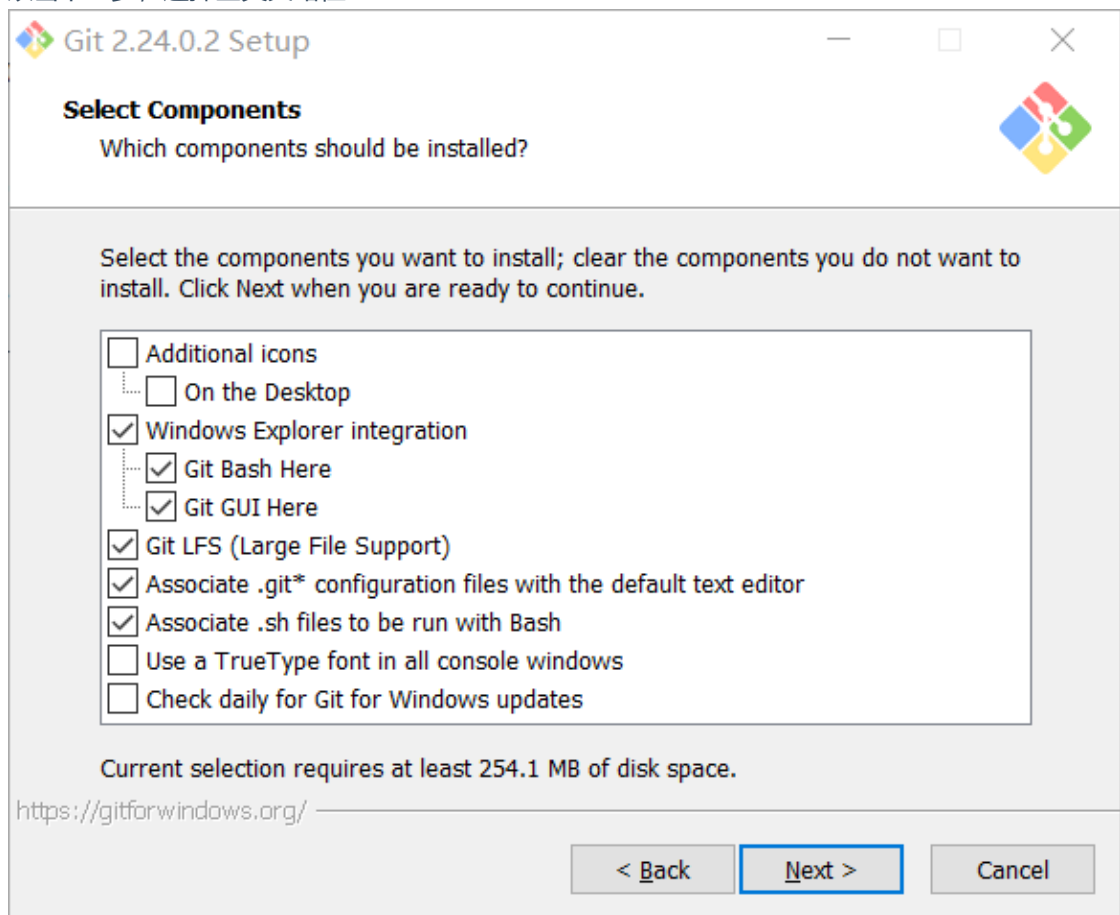 Git 2.24.0.2 Setup
Select Components
Which components should be installed?
Select the components you want to install; clear the components you do not want to
install. Click Next when you are ready to continue.
Additional icons
On the Desktop
Windows Explorer integration
Git Bash Here
Git GUI Here
Git LFS (Large File Support)
Associate .git* configuration files with the default text editor
Associate .sh files to be run with Bash
Use a TrueType font in all console windows
Check daily for Git for Windows updates
Current selection requires at least 254.1 MB of disk space.
https://gitforwindows.org/
< Back
Next >
Cancel